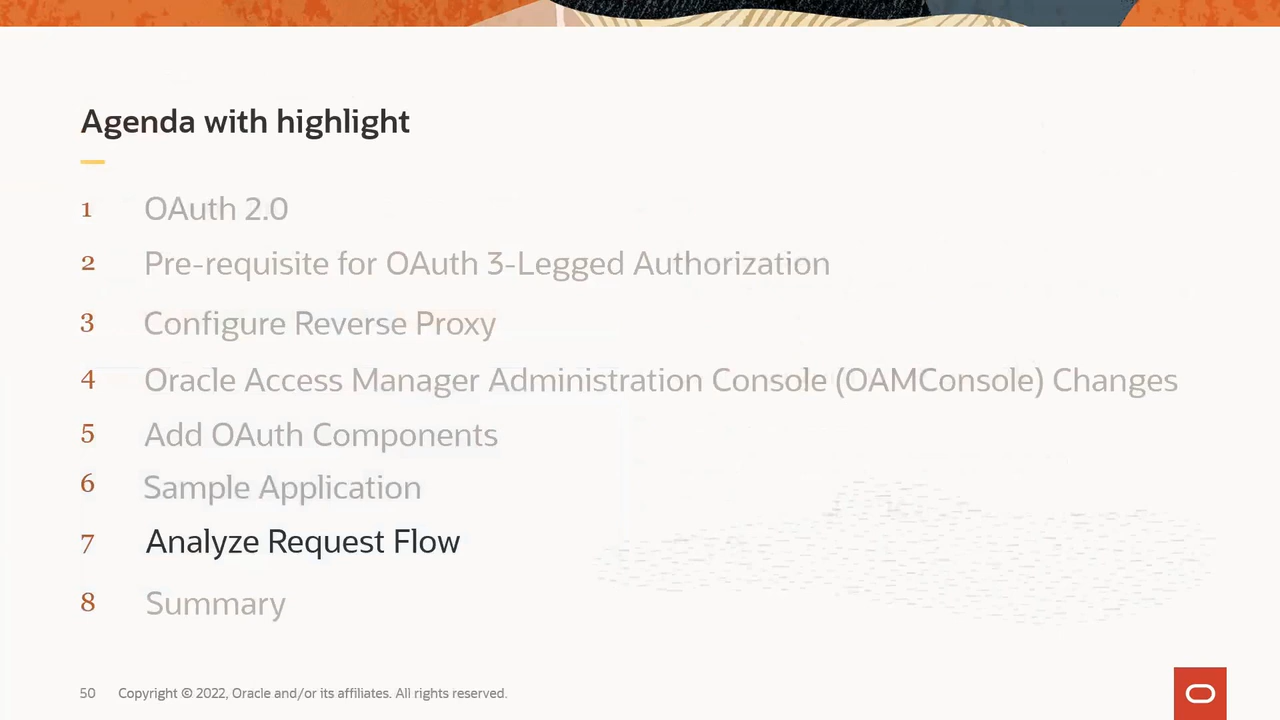 Agenda with highlight
1 OAuth 2.0
2 Pre-requisite for OAuth 3-Legged Authorization
3 Configure Reverse Proxy
4 Oracle Access Manager Administration Console (OAMConsole) Changes
5 Add OAuth Components
6 Sample Application
7 Analyze Request Flow
8 Summary
50 Copyright © 2022, Oracle and/or its affiliates. All rights reserved.